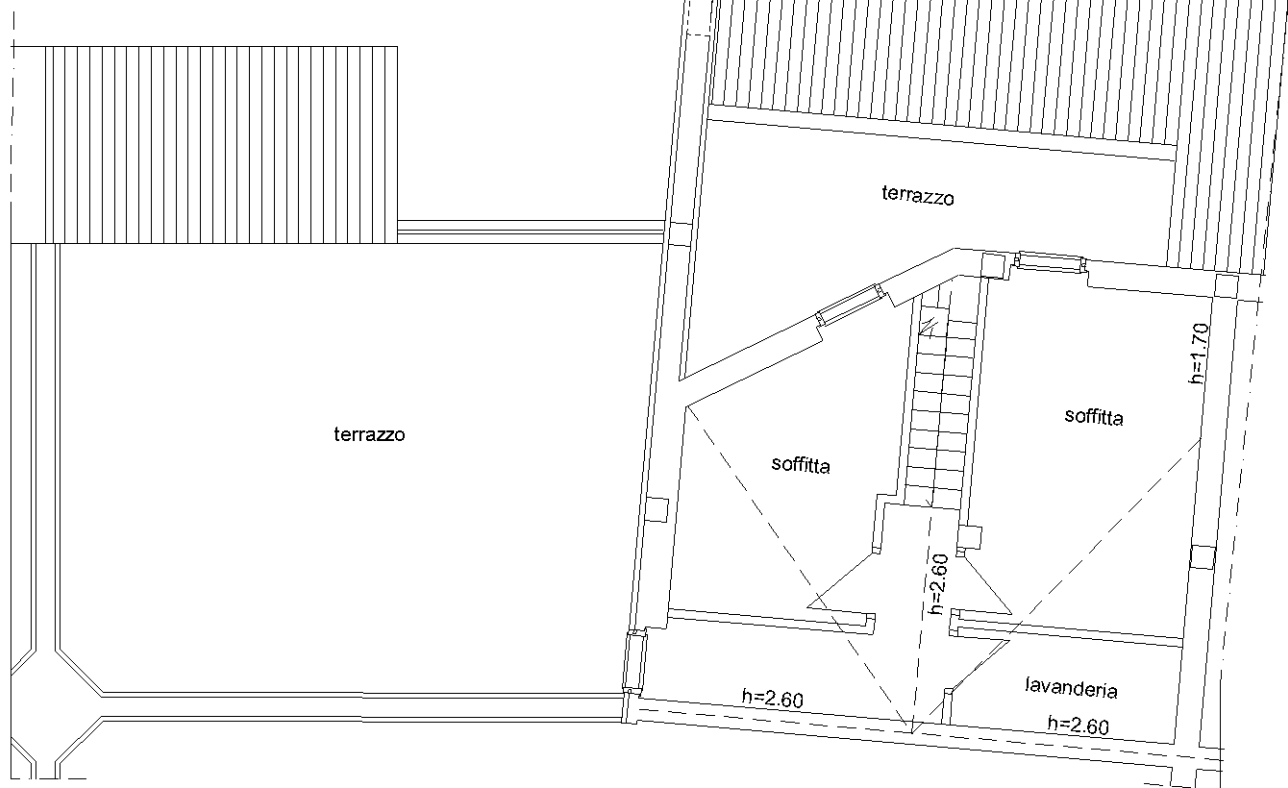 terrazzo
h=1.70
soffitta
terrazzo
soffitta
h=2.60
lavanderia
h=2.60
h=2.60